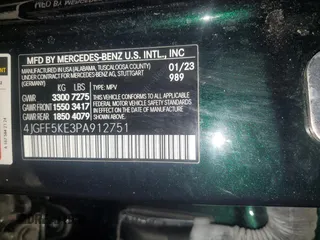 MFD BY MERCEDES-BENZ U.S. INTL., INC
MANUFACTURED IN USA (ALABAMA, TUSCALOOSA COUNTY) 01/23
UNDER CONTRACT OF MERCEDES-BENZ AG, STUTTGART 989
KG LBS TYPE: MPV
GVWR 3300 7275
GAWR FRONT 1550 3417
GAWR REAR 1850 4079
THIS VEHICLE CONFORMS TO ALL APPLICABLE
FEDERAL MOTOR VEHICLE SAFETY STANDARDS
IN EFFECT ON THE DATE OF MANUFACTURE
SHOWN ABOVE.
4JGFF5KE3PA912751